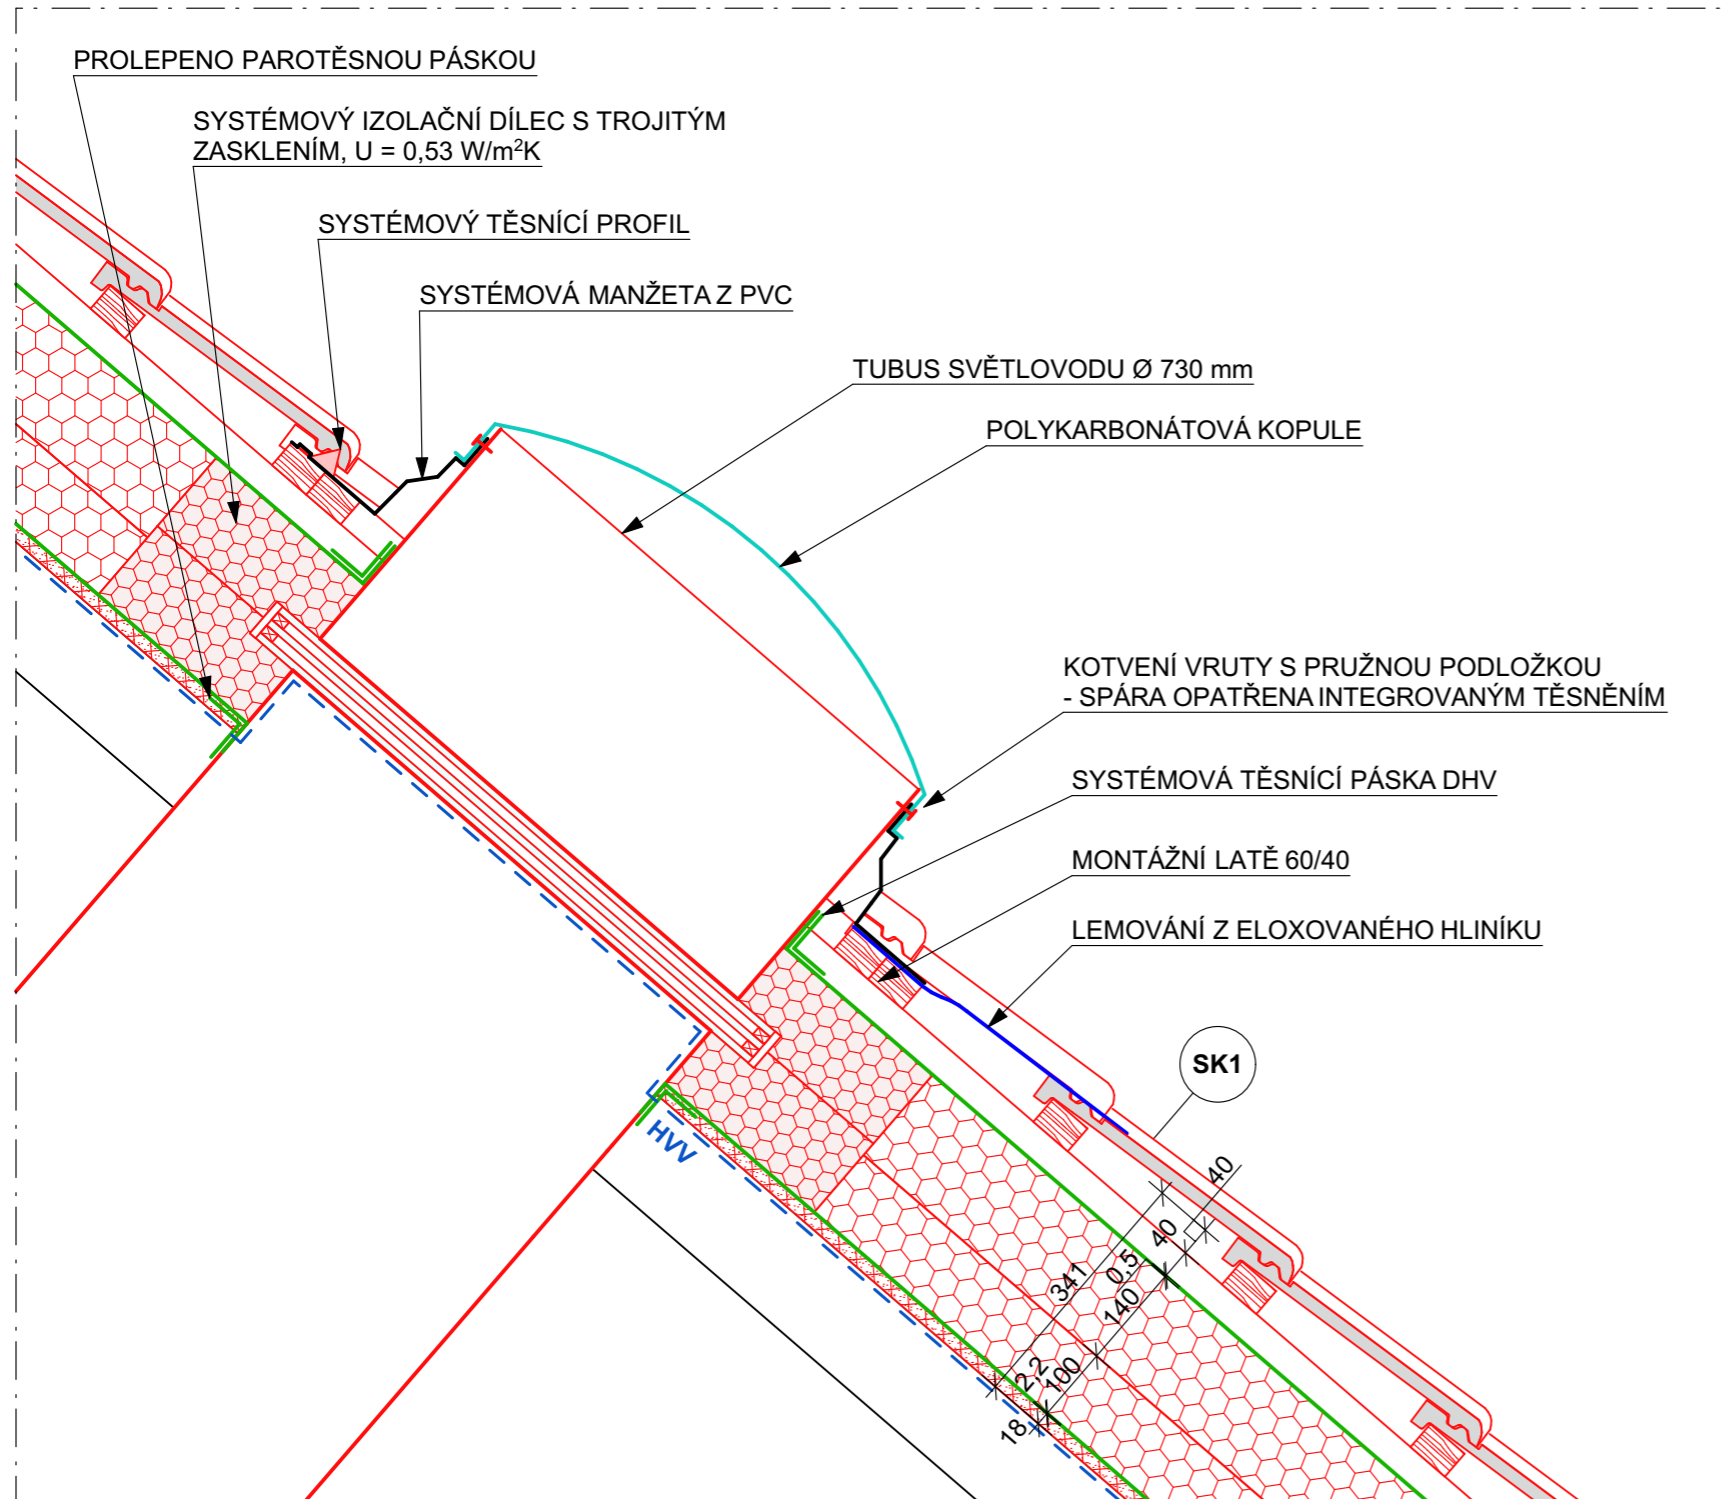 PROLEPENO PAROTĚSNOU PÁSKOU
SYSTÉMOVÝ IZOLAČNÍ DÍLEC S TROJITÝM
ZASKLENÍM, U = 0,53 W/m²K
SYSTÉMOVÝ TĚSNÍCÍ PROFIL
SYSTÉMOVÁ MANŽETA Z PVC
TUBUS SVĚTLOVODU Ø 730 mm
POLYKARBONÁTOVÁ KOPULE
KOTVENÍ VRUTY S PRUŽNOU PODLOŽKOU
- SPÁRA OPATŘENA INTEGROVANÝM TĚSNĚNÍM
SYSTÉMOVÁ TĚSNÍCÍ PÁSKA DHV
MONTÁŽNÍ LATĚ 60/40
LEMOVÁNÍ Z ELOXOVANÉHO HLINÍKU
SK1
HVV
40
40
0,5
341
140
2,2
100
18